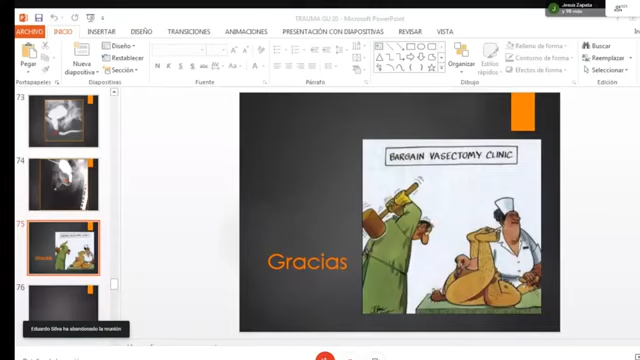 TRAUMA GU 20 - Microsoft PowerPoint
Jesús Zapata
y 98 más
ARCHIVO INICIO INSERTAR DISEÑO TRANSICIONES ANIMACIONES PRESENTACIÓN CON DIAPOSITIVAS REVISAR VISTA
Pegar
Nueva diapositiva
Diseño
Restablecer
Sección
Organizar
Estilos rápidos
Relleno de forma
Contorno de forma
Efectos de forma
Buscar
Reemplazar
Seleccionar
Portapapeles Diapositivas Fuente Párrafo Dibujo Edición
73
74
75
76
BARGAIN VASECTOMY CLINIC
Gracias
Eduardo Silva ha abandonado la reunión